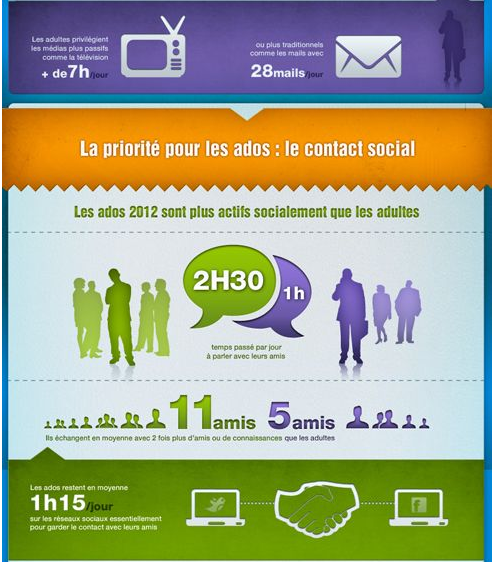 Les adultes privilégient
les médias plus passifs
comme la télévision
+ de 7h/jour
ou plus traditionnels
comme les mails avec
28mails/jour
La priorité pour les ados : le contact social
Les ados 2012 sont plus actifs socialement que les adultes
2H30
1h
temps passé par jour
à parler avec leurs amis
11amis 5amis
Ils échangent en moyenne avec 2 fois plus d'amis ou de connaissances que les adultes
Les ados restent en moyenne
1h15/jour
sur les réseaux sociaux essentiellement
pour garder le contact avec leurs amis